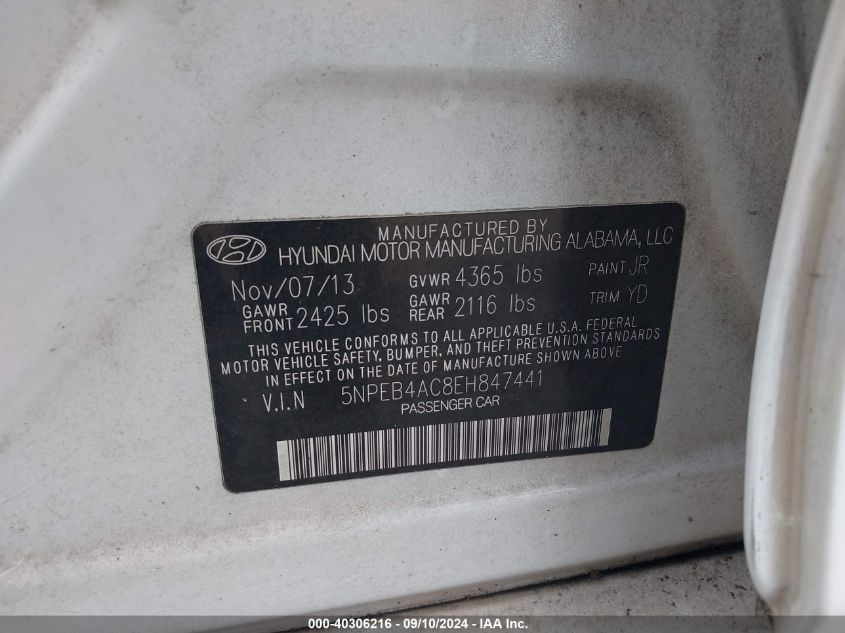 MANUFACTURED BY
HYUNDAI MOTOR MANUFACTURING ALABAMA, LLC
Nov/07/13 GVWR 4365 lbs PAINT JR
GAWR FRONT 2425 lbs GAWR REAR 2116 lbs TRIM YD
THIS VEHICLE CONFORMS TO ALL APPLICABLE U.S.A. FEDERAL
MOTOR VEHICLE SAFETY, BUMPER, AND THEFT PREVENTION STANDARDS
IN EFFECT ON THE DATE OF MANUFACTURE SHOWN ABOVE
V.I.N 5NPEB4AC8EH847441
PASSENGER CAR
000-40306216 - 09/10/2024 - IAA Inc.